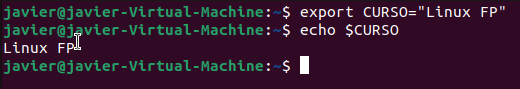 javier@javier-Virtual-Machine:~$ export CURSO="Linux FP"
javier@javier-Virtual-Machine:~$ echo $CURSO
Linux FP
javier@javier-Virtual-Machine:~$